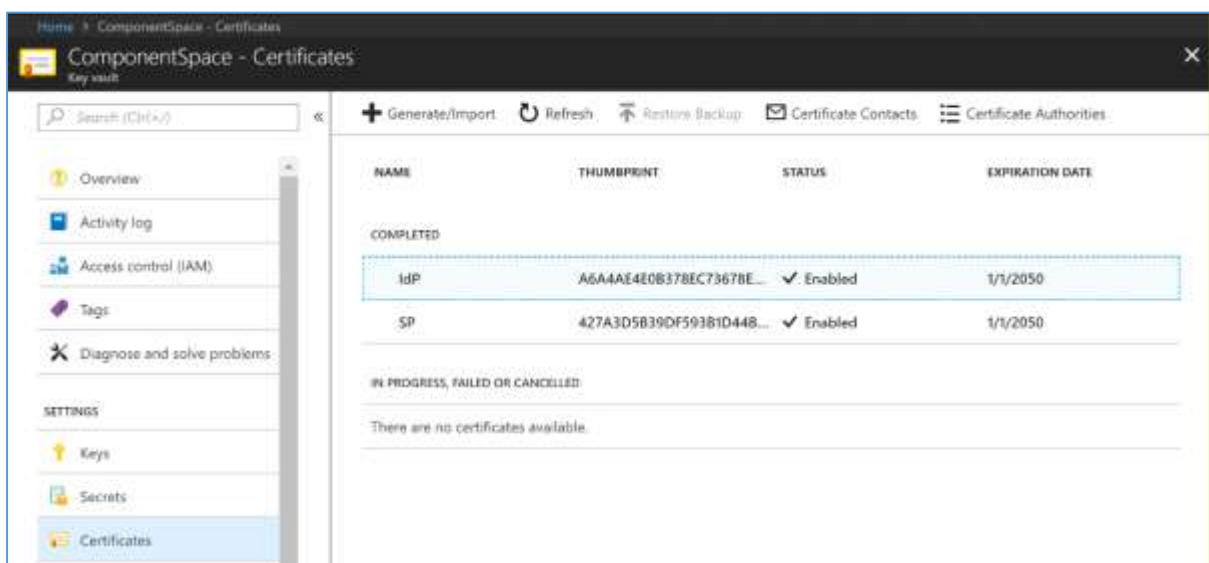 Home > ComponentSpace - Certificates
ComponentSpace - Certificates
Key vault
Search (Ctrl+/)
Generate/Import Refresh Restore Backup Certificate Contacts Certificate Authorities
Overview
Activity log
Access control (IAM)
Tags
Diagnose and solve problems
SETTINGS
Keys
Secrets
Certificates
NAME THUMBPRINT STATUS EXPIRATION DATE
COMPLETED
IdP A6A4AE4E0B378EC73678E... Enabled 1/1/2050
SP 427A3D5B39DF593B1D44B... Enabled 1/1/2050
IN PROGRESS, FAILED OR CANCELLED
There are no certificates available.